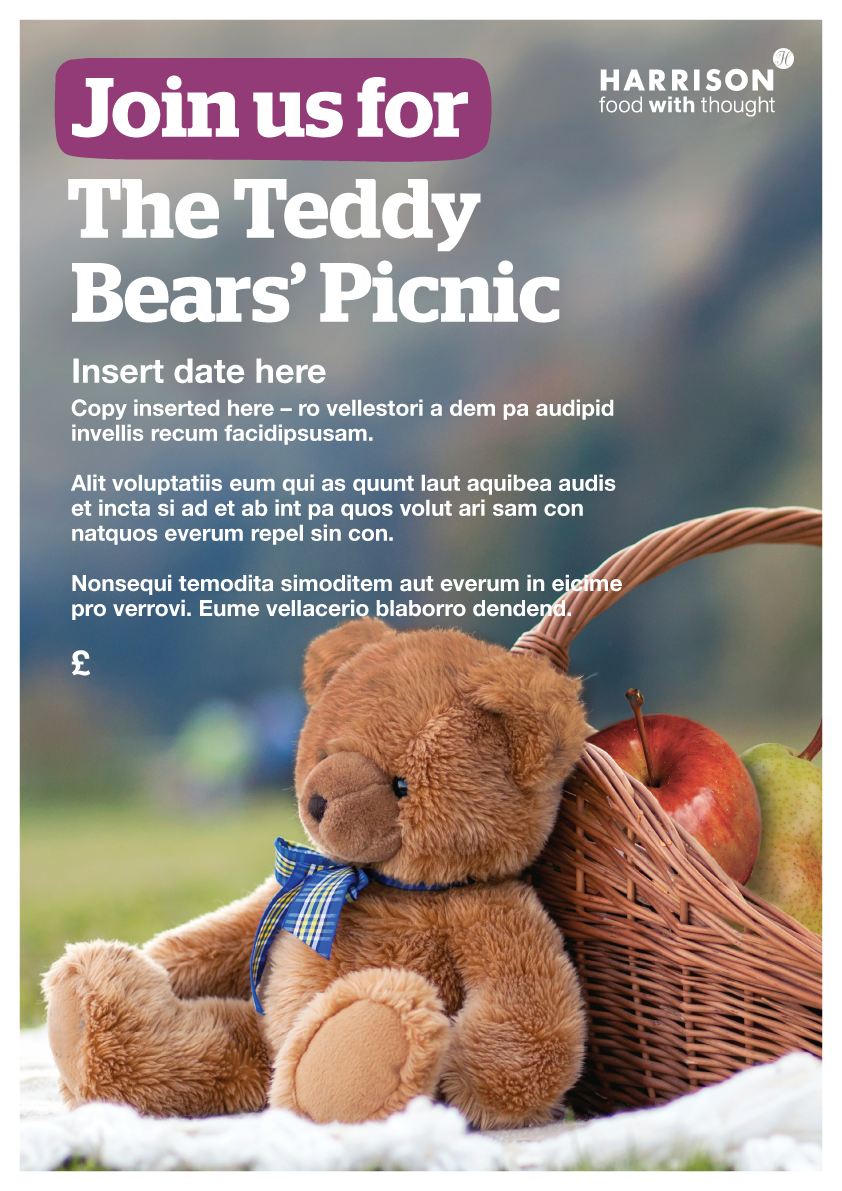 Join us for
HARRISON
food with thought
The Teddy
Bears’ Picnic
Insert date here
Copy inserted here – ro vellestori a dem pa audipid
invellis recum facidipsusam.
Alit voluptatiis eum qui as quunt laut aquibea audis
et incta si ad et ab int pa quos volut ari sam con
natquos everum repel sin con.
Nonsequi temodita simoditem aut everum in eicime
pro verrovi. Eume vellacerio blaborro dendend.
£